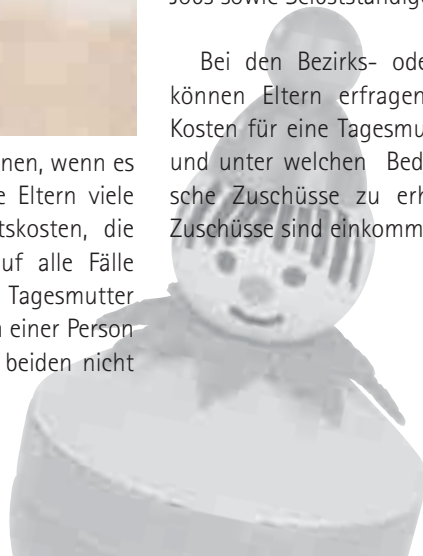 nen, wenn es
e Eltern viele
tskosten, die
uf alle Fälle
Tagesmutter
einer Person
beiden nicht
Bei den Bezirks- ode
können Eltern erfragen
Kosten für eine Tagesmu
und unter welchen Bed
sche Zuschüsse zu erh
Zuschüsse sind einkomm